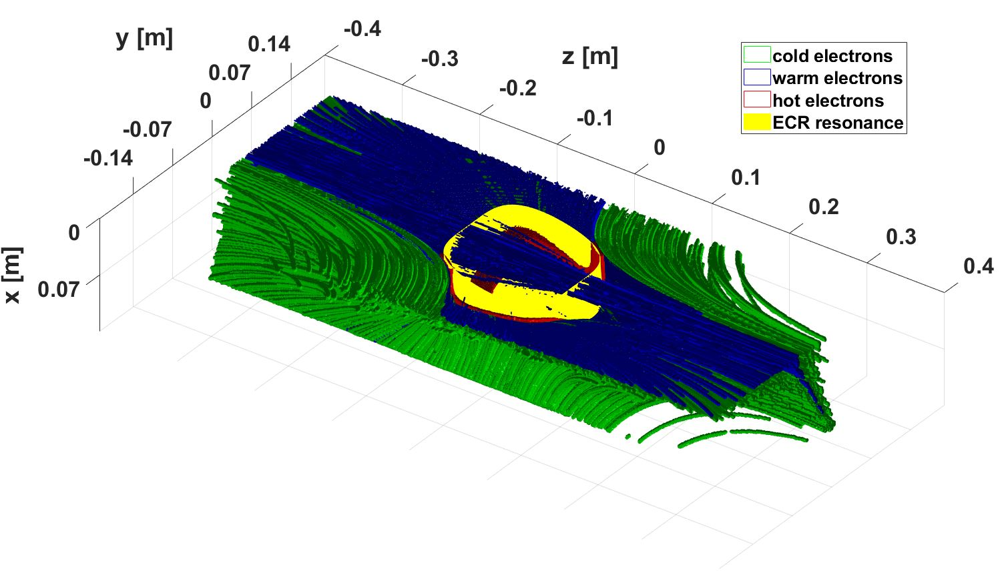 y [m]
-0.14
-0.07
0
0.07
0.14
z [m]
-0.4
-0.3
-0.2
-0.1
0
0.1
0.2
0.3
0.4
cold electrons
warm electrons
hot electrons
ECR resonance
x [m]
0
0.07